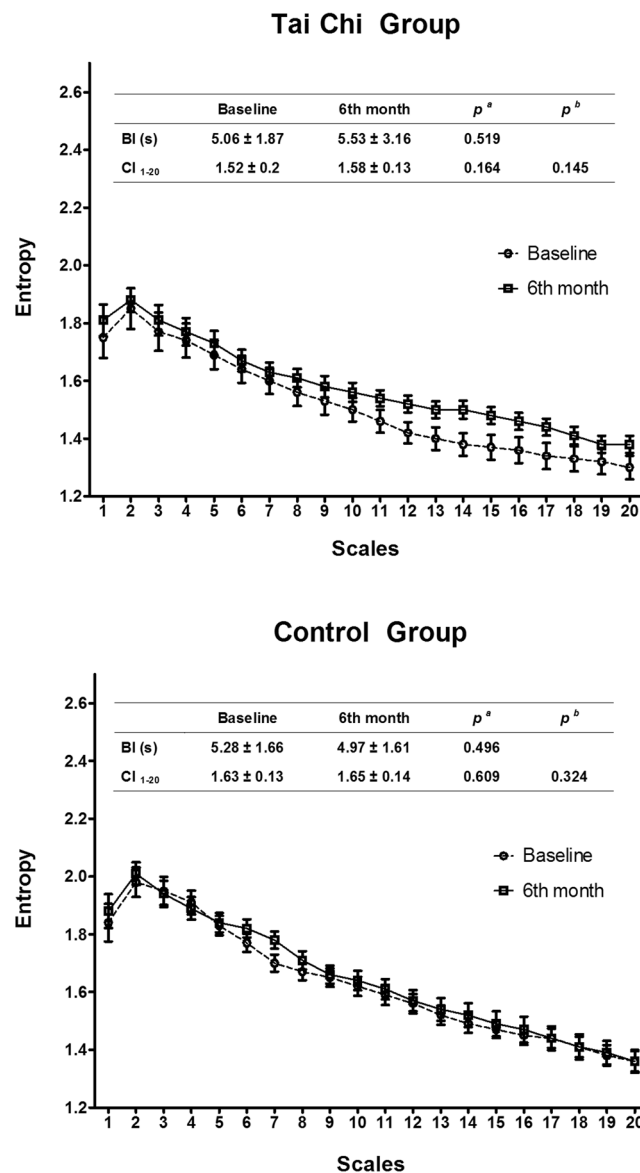 Tai Chi Group
2.6
2.4
2.2
2.0
1.8
1.6
1.4
1.2
Entropy
Baseline 6th month p a p b
BI (s) 5.06 ± 1.87 5.53 ± 3.16 0.519
CI 1-20 1.52 ± 0.2 1.58 ± 0.13 0.164 0.145
Baseline
6th month
1 2 3 4 5 6 7 8 9 10 11 12 13 14 15 16 17 18 19 20
Scales
Control Group
2.6
2.4
2.2
2.0
1.8
1.6
1.4
1.2
Entropy
Baseline 6th month p a p b
BI (s) 5.28 ± 1.66 4.97 ± 1.61 0.496
CI 1-20 1.63 ± 0.13 1.65 ± 0.14 0.609 0.324
Baseline
6th month
1 2 3 4 5 6 7 8 9 10 11 12 13 14 15 16 17 18 19 20
Scales